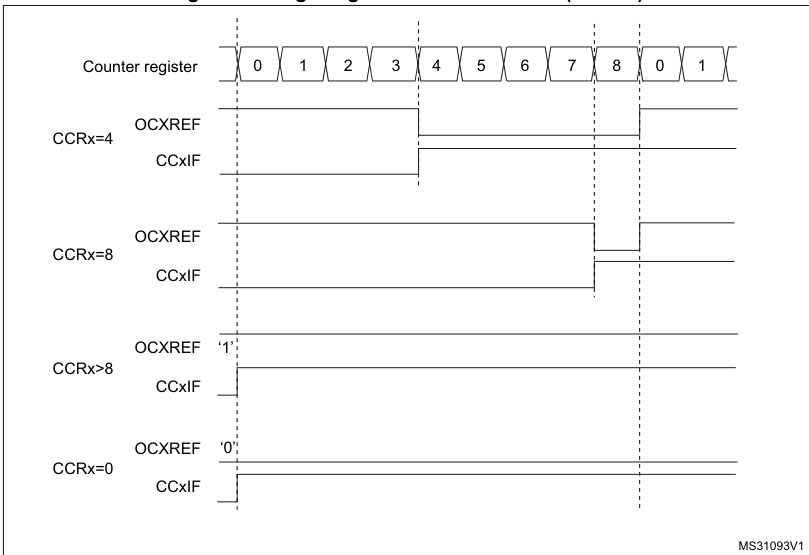 Counter register 0 1 2 3 4 5 6 7 8 0 1
CCRx=4
OCXREF
CCxIF
CCRx=8
OCXREF
CCxIF
CCRx>8
OCXREF ‘1’
CCxIF
CCRx=0
OCXREF ‘0’
CCxIF
MS31093V1